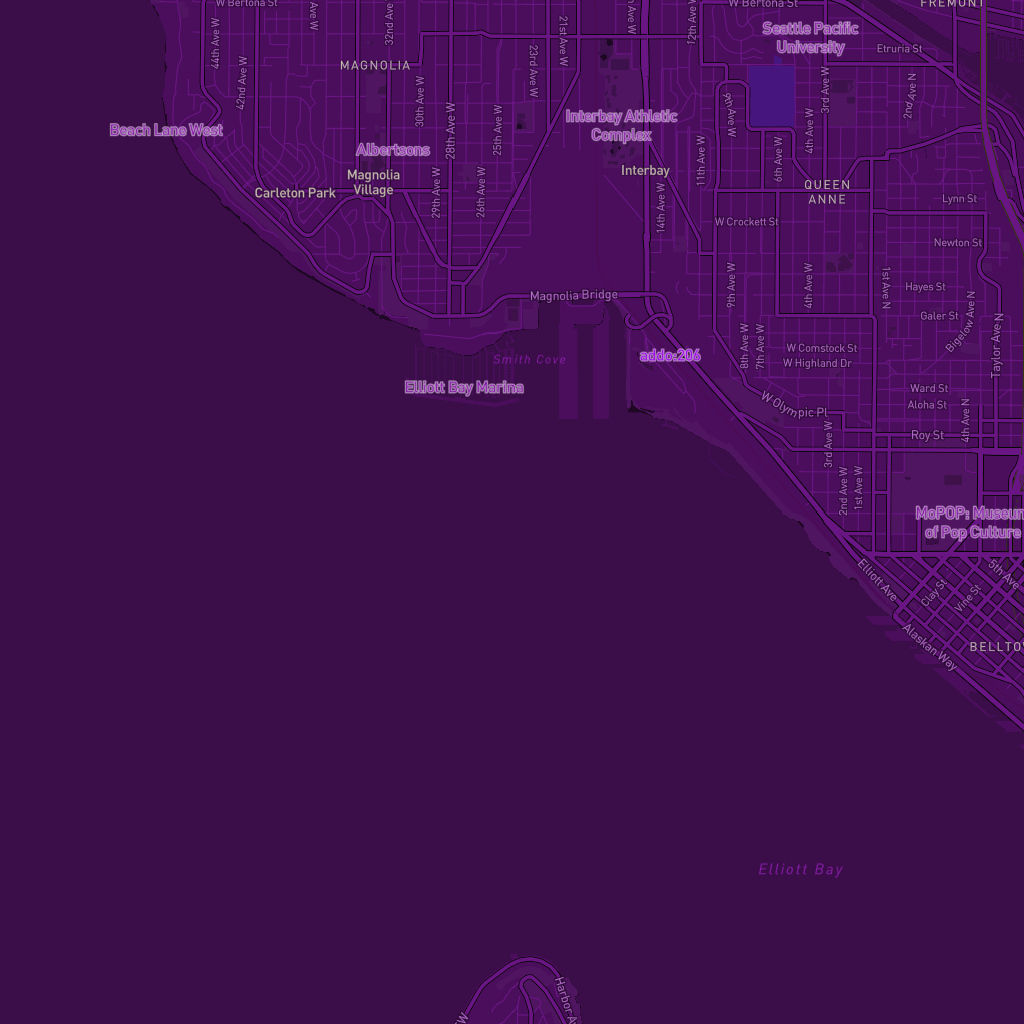 W Bertona St
W Bertona St
FREMONT
44th Ave W
32nd Ave
21st Ave W
12th Ave W
Seattle Pacific
University
Etruria St
MAGNOLIA
42nd Ave W
23rd Ave W
3rd Ave W
2nd Ave N
30th Ave W
28th Ave W
25th Ave W
9th Ave W
Beach Lane West
Interbay Athletic
Complex
4th Ave W
Albertsons
11th Ave W
6th Ave W
Magnolia
Village
Interbay
Carleton Park
29th Ave W
26th Ave W
14th Ave W
QUEEN
ANNE
Lynn St
W Crockett St
Newton St
9th Ave W
4th Ave W
1st Ave N
Hayes St
Magnolia Bridge
Galer St
Bigelow Ave N
Taylor Ave N
8th Ave W
7th Ave W
W Comstock St
W Highland Dr
Smith Cove
addo:206
Elliott Bay Marina
Ward St
Aloha St
W Olympic Pl
4th Ave N
Roy St
3rd Ave W
2nd Ave W
1st Ave W
MoPOP: Museum
of Pop Culture
Elliott Ave
5th Ave
Clay St
Vine St
Alaskan Way
BELLTO
Elliott Bay
Harbor A